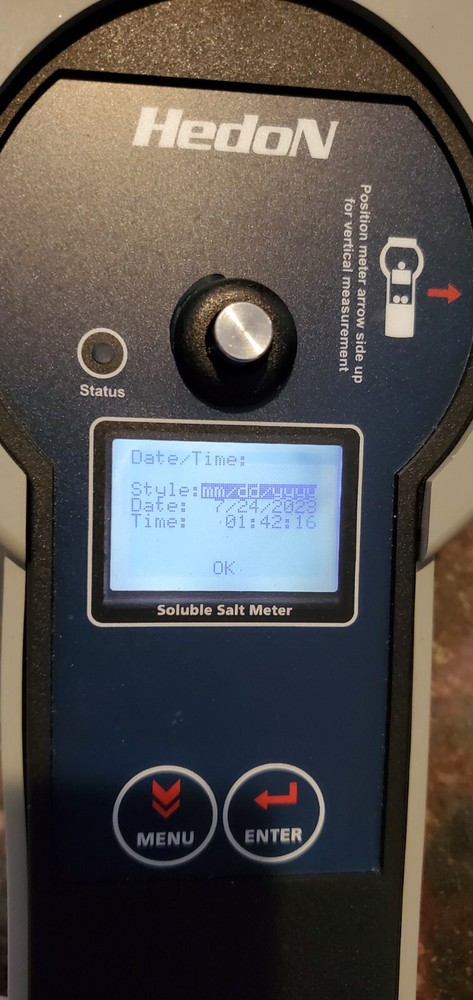 HedoN
Position meter arrow side up
for vertical measurement
Status
Date/Time:
Style:mm/dd/yyyy
Date: 7/24/2023
Time: 01:42:16
OK
Soluble Salt Meter
MENU
ENTER